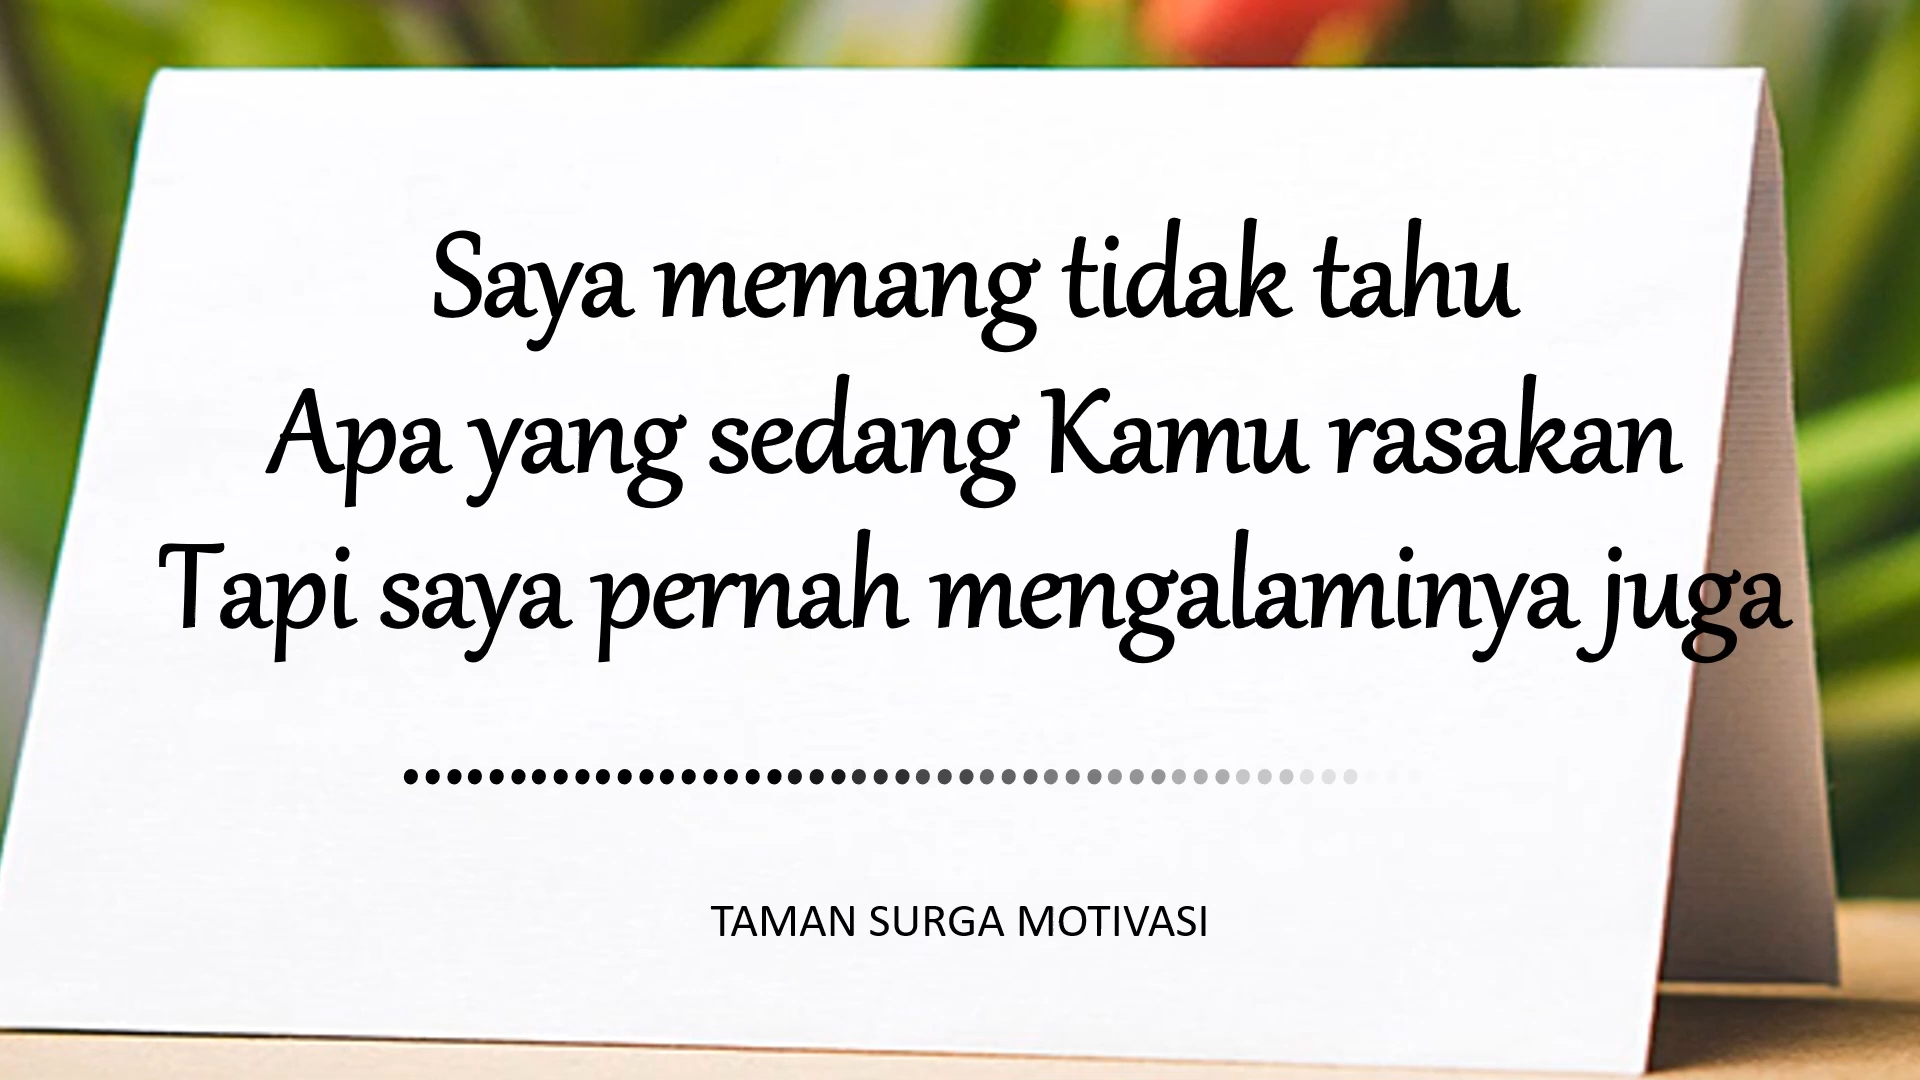 Saya memang tidak tahu
Apa yang sedang Kamu rasakan
Tapi saya pernah mengalaminya juga
TAMAN SURGA MOTIVASI